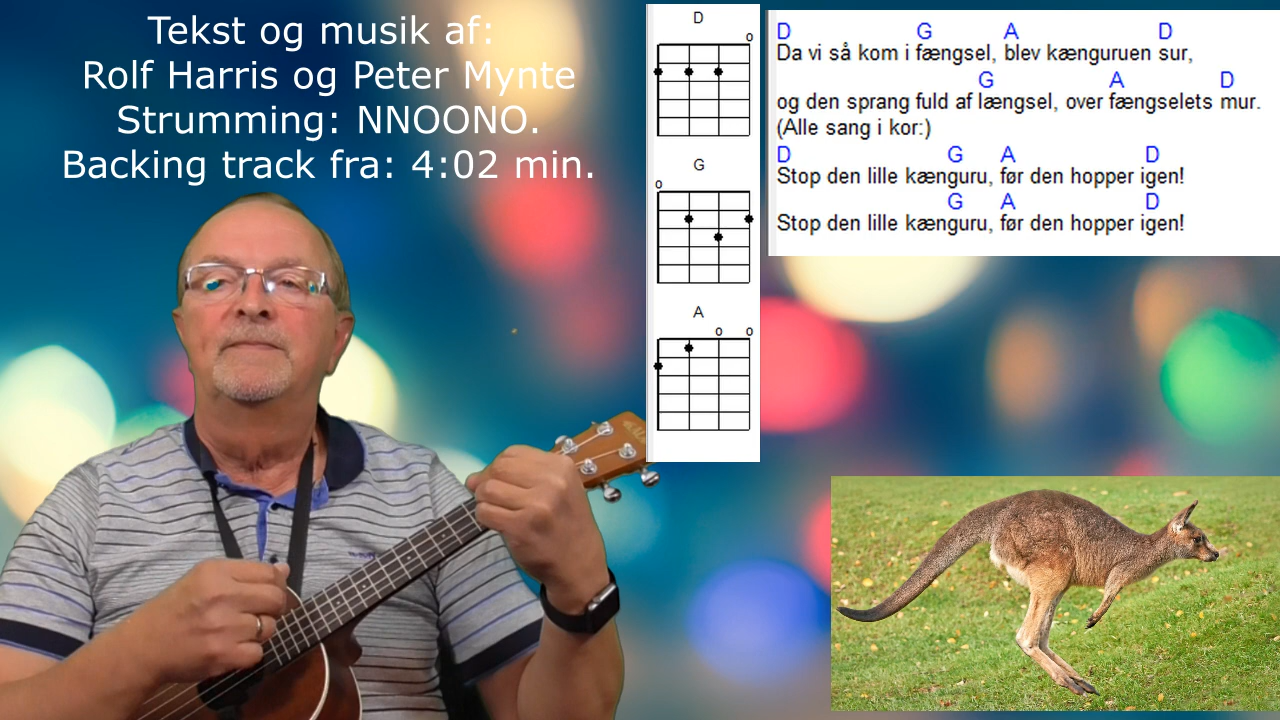 Tekst og musik af:
Rolf Harris og Peter Mynte
Strumming: NNOONO.
Backing track fra: 4:02 min.
D
o
G
o
A
o o
D G A D
Da vi så kom i fængsel, blev kænguruen sur,
G A D
og den sprang fuld af længsel, over fængselets mur.
(Alle sang i kor:)
D G A D
Stop den lille kænguru, før den hopper igen!
G A D
Stop den lille kænguru, før den hopper igen!